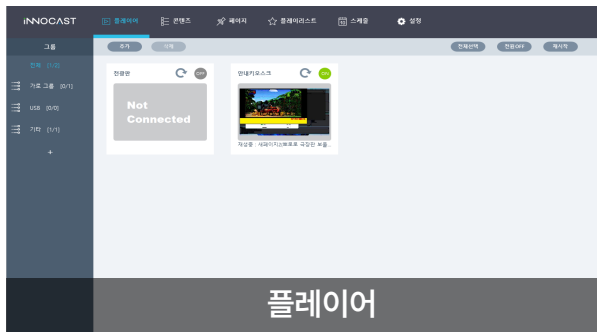 iNNOCΛST
플레이어
콘텐츠
페이지
플레이리스트
스케줄
설정
그룹
추가
삭제
전체선택
전원OFF
재시작
전체 [1/2]
가로 그룹 [0/1]
USB [0/0]
기타 [1/1]
+
전광판
OFF
Not
Connected
안내키오스크
ON
플레이어